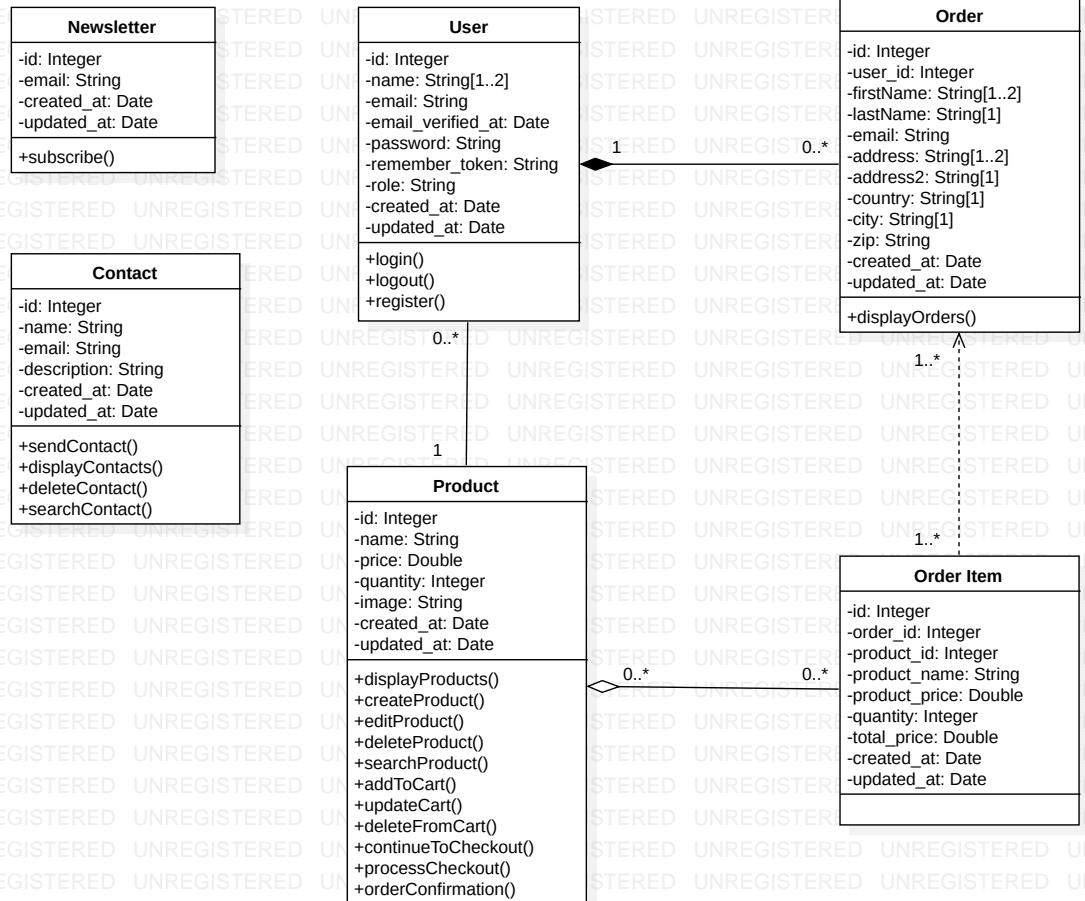 Newsletter
-id: Integer
-email: String
-created_at: Date
-updated_at: Date
+subscribe()
Contact
-id: Integer
-name: String
-email: String
-description: String
-created_at: Date
-updated_at: Date
+sendContact()
+displayContacts()
+deleteContact()
+searchContact()
User
-id: Integer
-name: String[1..2]
-email: String
-email_verified_at: Date
-password: String
-remember_token: String
-role: String
-created_at: Date
-updated_at: Date
+login()
+logout()
+register()
1
0..*
Order
-id: Integer
-user_id: Integer
-firstName: String[1..2]
-lastName: String[1]
-email: String
-address: String[1..2]
-address2: String[1]
-country: String[1]
-city: String[1]
-zip: String
-created_at: Date
-updated_at: Date
+displayOrders()
0..*
1
1..*
1..*
Product
-id: Integer
-name: String
-price: Double
-quantity: Integer
-image: String
-created_at: Date
-updated_at: Date
+displayProducts()
+createProduct()
+editProduct()
+deleteProduct()
+searchProduct()
+addToCart()
+updateCart()
+deleteFromCart()
+continueToCheckout()
+processCheckout()
+orderConfirmation()
0..*
0..*
Order Item
-id: Integer
-order_id: Integer
-product_id: Integer
-product_name: String
-product_price: Double
-quantity: Integer
-total_price: Double
-created_at: Date
-updated_at: Date
UNREGISTERED